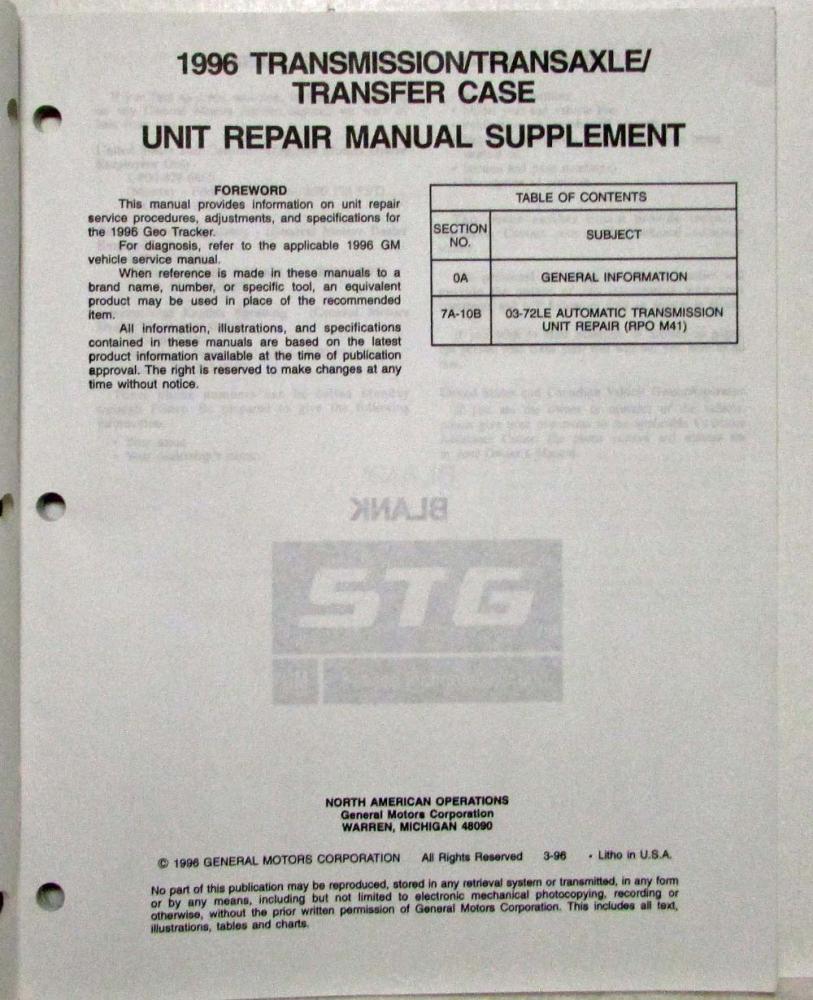 1996 TRANSMISSION/TRANSAXLE/
TRANSFER CASE
UNIT REPAIR MANUAL SUPPLEMENT
FOREWORD
This manual provides information on unit repair
service procedures, adjustments, and specifications for
the 1996 Geo Tracker.
For diagnosis, refer to the applicable 1996 GM
vehicle service manual.
When reference is made in these manuals to a
brand name, number, or specific tool, an equivalent
product may be used in place of the recommended
item.
All information, illustrations, and specifications
contained in these manuals are based on the latest
product information available at the time of publication
approval. The right is reserved to make changes at any
time without notice.
TABLE OF CONTENTS
SECTION
NO.
SUBJECT
0A GENERAL INFORMATION
7A-10B 03-72LE AUTOMATIC TRANSMISSION
UNIT REPAIR (RPO M41)
BLANK
STG
NORTH AMERICAN OPERATIONS
General Motors Corporation
WARREN, MICHIGAN 48090
© 1996 GENERAL MOTORS CORPORATION All Rights Reserved 3-96 • Litho in U.S.A.
No part of this publication may be reproduced, stored in any retrieval system or transmitted, in any form
or by any means, including but not limited to electronic mechanical photocopying, recording or
otherwise, without the prior written permission of General Motors Corporation. This includes all text,
illustrations, tables and charts.